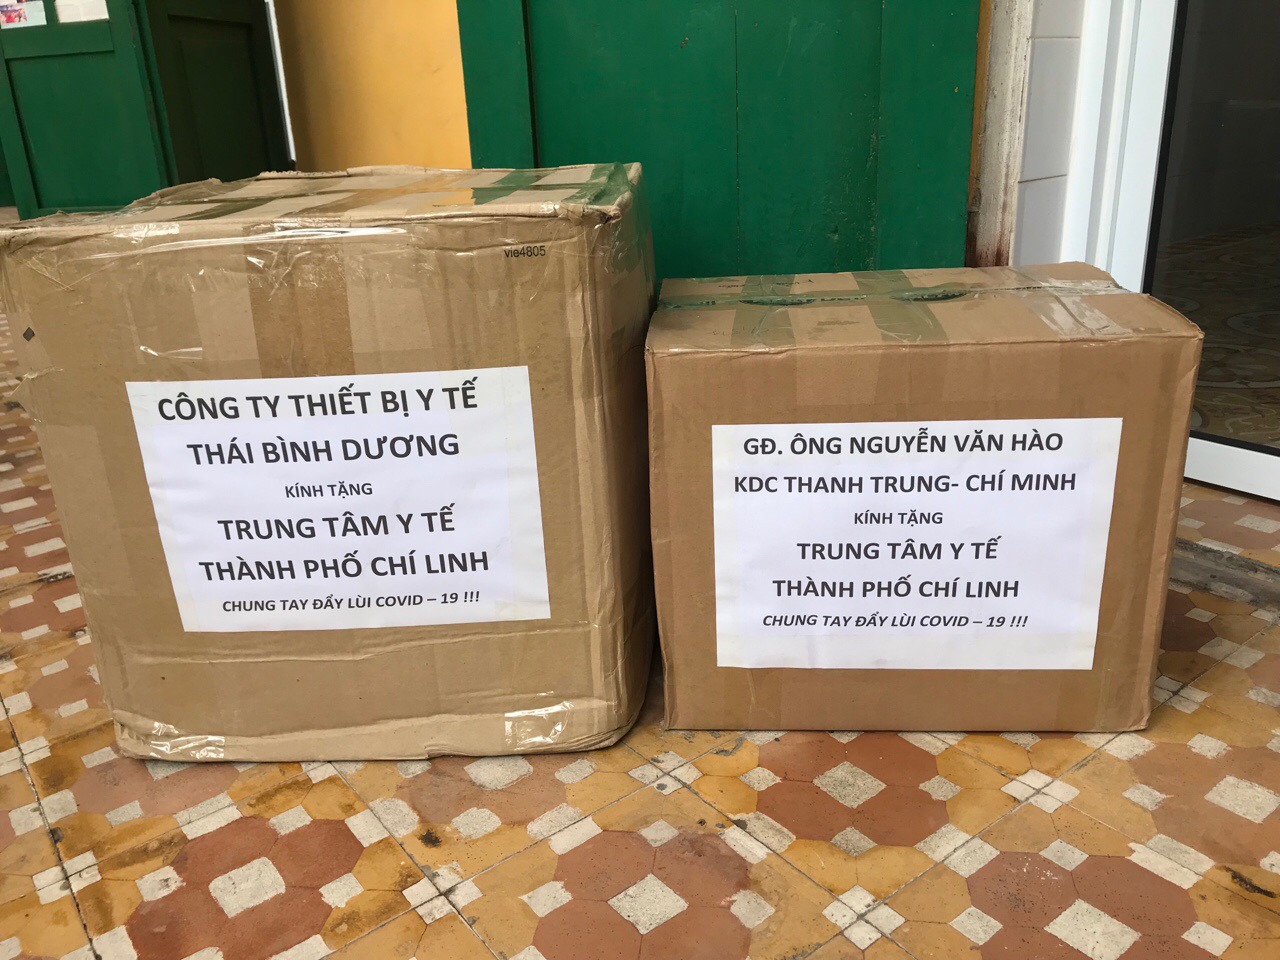 vie4805
CÔNG TY THIẾT BỊ Y TẾ
THÁI BÌNH DƯƠNG
KÍNH TẶNG
TRUNG TÂM Y TẾ
THÀNH PHỐ CHÍ LINH
CHUNG TAY ĐẨY LÙI COVID – 19 !!!
GĐ. ÔNG NGUYỄN VĂN HÀO
KDC THANH TRUNG- CHÍ MINH
KÍNH TẶNG
TRUNG TÂM Y TẾ
THÀNH PHỐ CHÍ LINH
CHUNG TAY ĐẨY LÙI COVID – 19 !!!